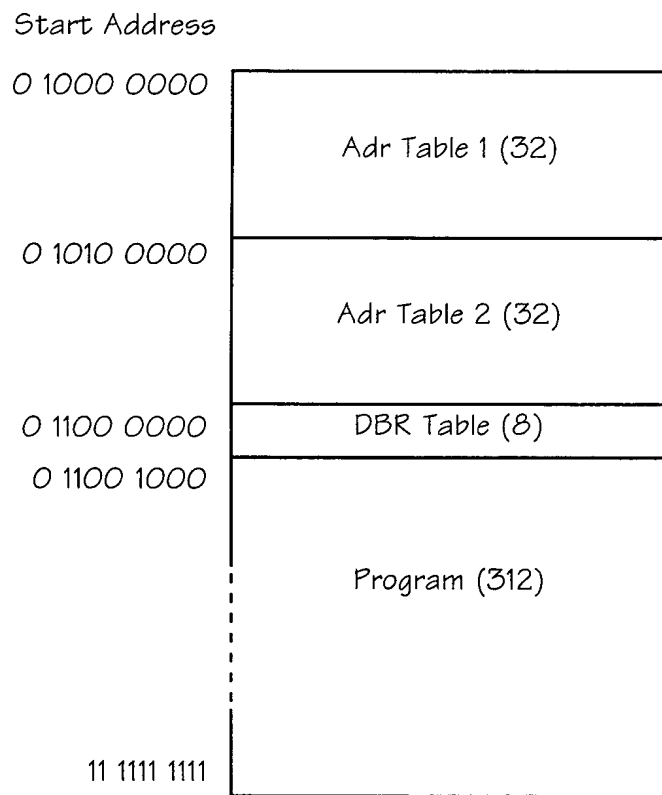 Start Address
0 1000 0000
Adr Table 1 (32)
0 1010 0000
Adr Table 2 (32)
0 1100 0000
DBR Table (8)
0 1100 1000
Program (312)
11 1111 1111